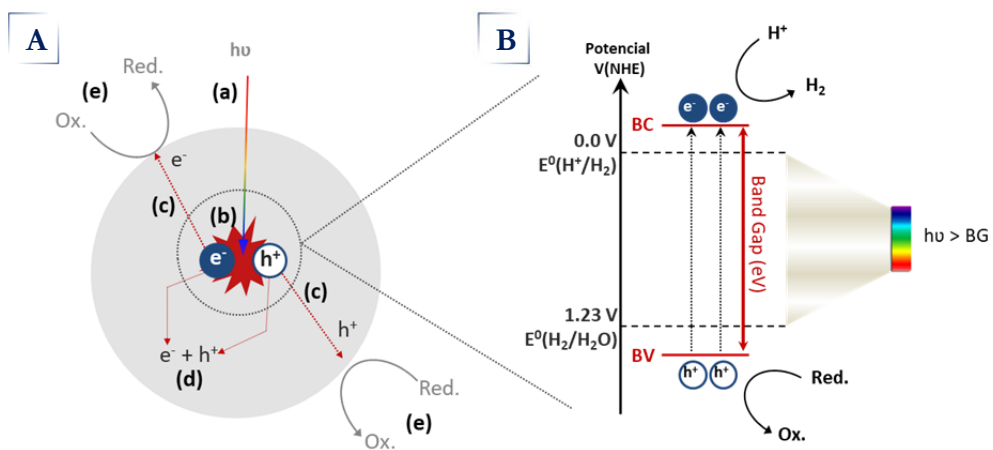 A
hυ
Red.
(e)
(a)
Ox.
e⁻
(c)
(b)
e⁻
h⁺
(c)
h⁺
e⁻ + h⁺
(d)
Red.
(e)
Ox.
B
Potencial
V(NHE)
H⁺
H₂
e⁻ e⁻
BC
0.0 V
E⁰(H⁺/H₂)
Band Gap (eV)
hυ > BG
1.23 V
E⁰(H₂/H₂O)
BV
h⁺ h⁺
Red.
Ox.